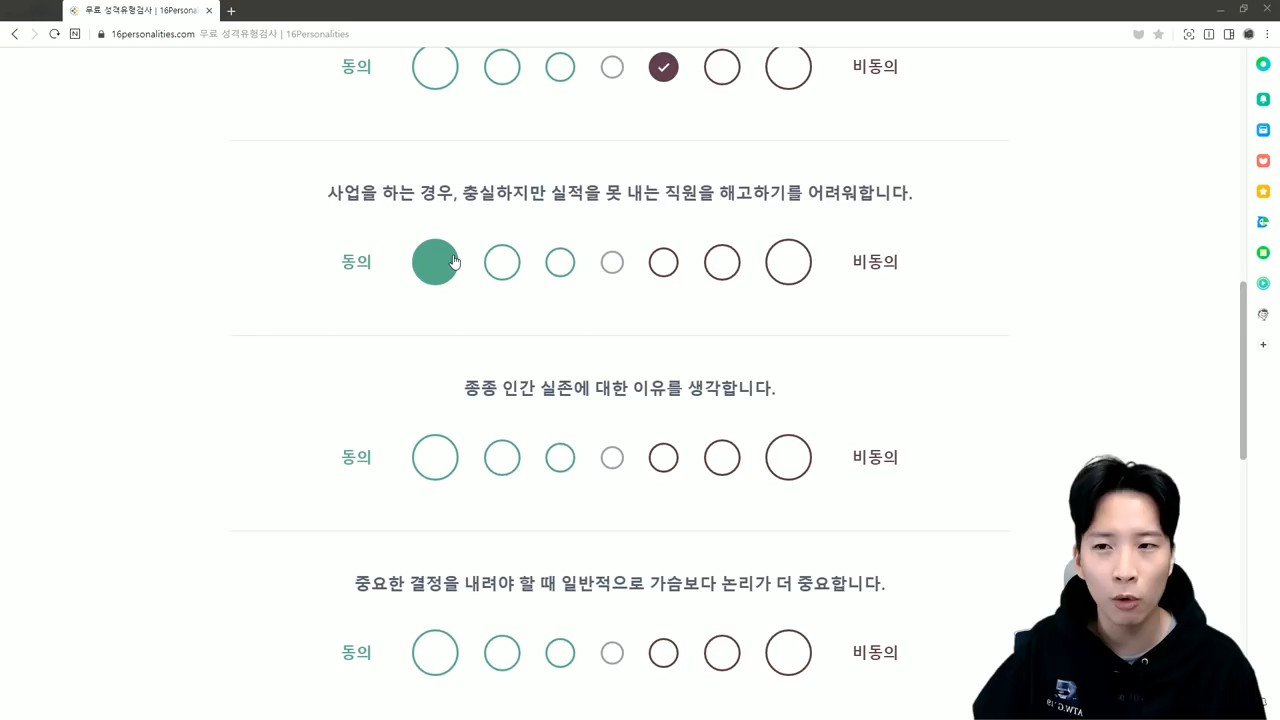 무료 성격유형검사 | 16Persona
16personalities.com 무료 성격유형검사 | 16Personalities
동의 비동의
사업을 하는 경우, 충실하지만 실적을 못 내는 직원을 해고하기를 어려워합니다.
동의 비동의
종종 인간 실존에 대한 이유를 생각합니다.
동의 비동의
중요한 결정을 내려야 할 때 일반적으로 가슴보다 논리가 더 중요합니다.
동의 비동의
ATW.G'19